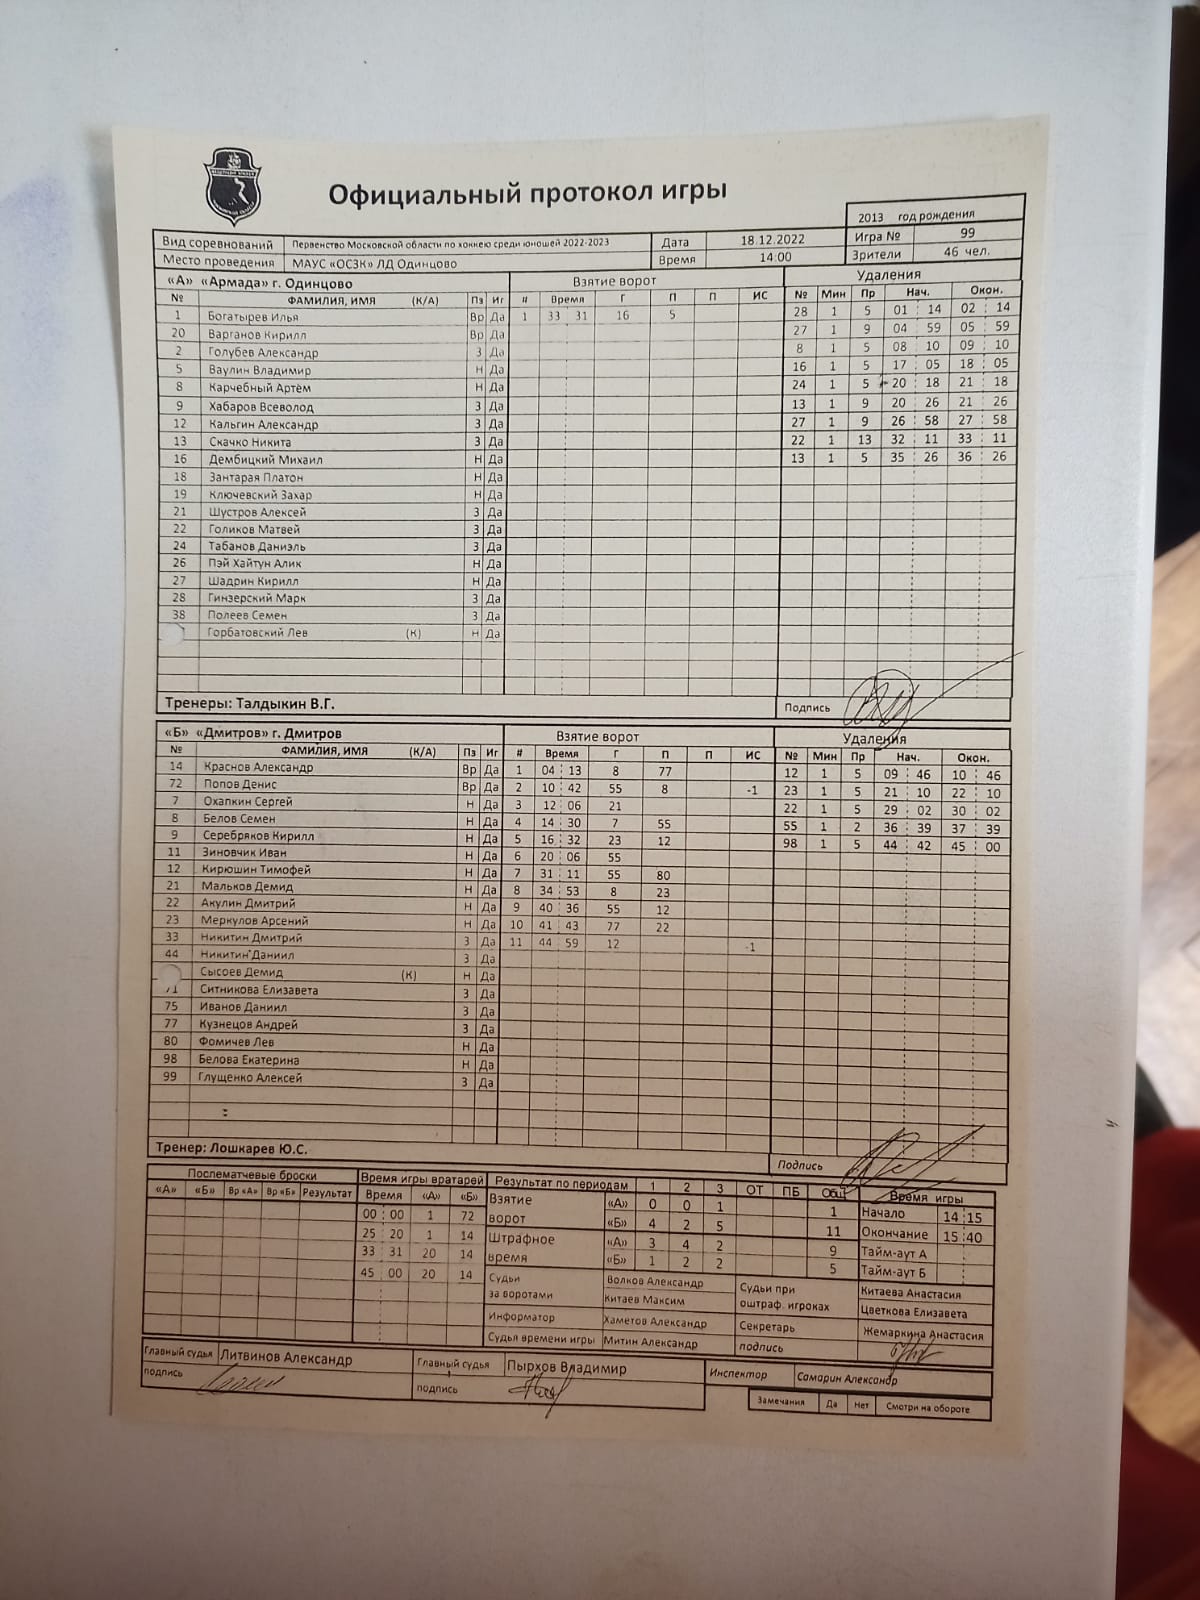 Официальный протокол игры
2013 год рождения
Вид соревнований Первенство Московской области по хоккею среди юношей 2022-2023 Дата 18.12.2022 Игра № 99
Место проведения МАУС «ОСЗК» ЛД Одинцово Время 14:00 Зрители 46 чел.
«А» «Армада» г. Одинцово Взятие ворот Удаления
№ ФАМИЛИЯ, ИМЯ (К/А) Пз Иг # Время Г П П ИС № Мин Пр Нач. Окон.
1 Богатырев Илья Вр Да 1 33 31 16 5 28 1 5 01 14 02 14
20 Варганов Кирилл Вр Да 27 1 9 04 59 05 59
2 Голубев Александр З Да 8 1 5 08 10 09 10
5 Ваулин Владимир Н Да 16 1 5 17 05 18 05
8 Карчебный Артём Н Да 24 1 5 20 18 21 18
9 Хабаров Всеволод З Да 13 1 9 20 26 21 26
12 Кальгин Александр З Да 27 1 9 26 58 27 58
13 Скачко Никита З Да 22 1 13 32 11 33 11
16 Дембицкий Михаил Н Да 13 1 5 35 26 36 26
18 Зантарая Платон Н Да
19 Ключевский Захар Н Да
21 Шустров Алексей З Да
22 Голиков Матвей З Да
24 Табанов Даниэль З Да
26 Пэй Хайтун Алик Н Да
27 Шадрин Кирилл Н Да
28 Гинзерский Марк З Да
38 Полеев Семен З Да
Горбатовский Лев (К) Н Да
Тренеры: Талдыкин В.Г. Подпись
«Б» «Дмитров» г. Дмитров Взятие ворот Удаления
№ ФАМИЛИЯ, ИМЯ (К/А) Пз Иг # Время Г П П ИС № Мин Пр Нач. Окон.
14 Краснов Александр Вр Да 1 04 13 8 77 12 1 5 09 46 10 46
72 Попов Денис Вр Да 2 10 42 55 8 -1 23 1 5 21 10 22 10
7 Охапкин Сергей Н Да 3 12 06 21 22 1 5 29 02 30 02
8 Белов Семен Н Да 4 14 30 7 55 55 1 2 36 39 37 39
9 Серебряков Кирилл Н Да 5 16 32 23 12 98 1 5 44 42 45 00
11 Зиновчик Иван Н Да 6 20 06 55
12 Кирюшин Тимофей Н Да 7 31 11 55 80
21 Мальков Демид Н Да 8 34 53 8 23
22 Акулин Дмитрий Н Да 9 40 36 55 12
23 Меркулов Арсений Н Да 10 41 43 77 22
33 Никитин Дмитрий З Да 11 44 59 12 -1
44 Никитин Даниил З Да
Сысоев Демид (К) Н Да
71 Ситникова Елизавета З Да
75 Иванов Даниил З Да
77 Кузнецов Андрей З Да
80 Фомичев Лев Н Да
98 Белова Екатерина Н Да
99 Глущенко Алексей З Да
:
Тренер: Лошкарев Ю.С. Подпись
Послематчевые броски Время игры вратарей Результат по периодам 1 2 3 ОТ ПБ Общ Время игры
«А» «Б» Вр «А» Вр «Б» Результат Время «А» «Б» Взятие ворот «А» 0 0 1 1 Начало 14 15
00 00 1 72 «Б» 4 2 5 11 Окончание 15 40
25 20 1 14 Штрафное время «А» 3 4 2 9 Тайм-аут А
33 31 20 14 «Б» 1 2 2 5 Тайм-аут Б
45 00 20 14 Судьи за воротами Волков Александр Судьи при оштраф. игроках Китаева Анастасия
Китаев Максим Цветкова Елизавета
Информатор Хаметов Александр Секретарь Жемаркина Анастасия
Судья времени игры Митин Александр подпись
Главный судья Литвинов Александр Главный судья Пырхов Владимир Инспектор Самарин Александр
подпись подпись
Замечания Да Нет Смотри на обороте